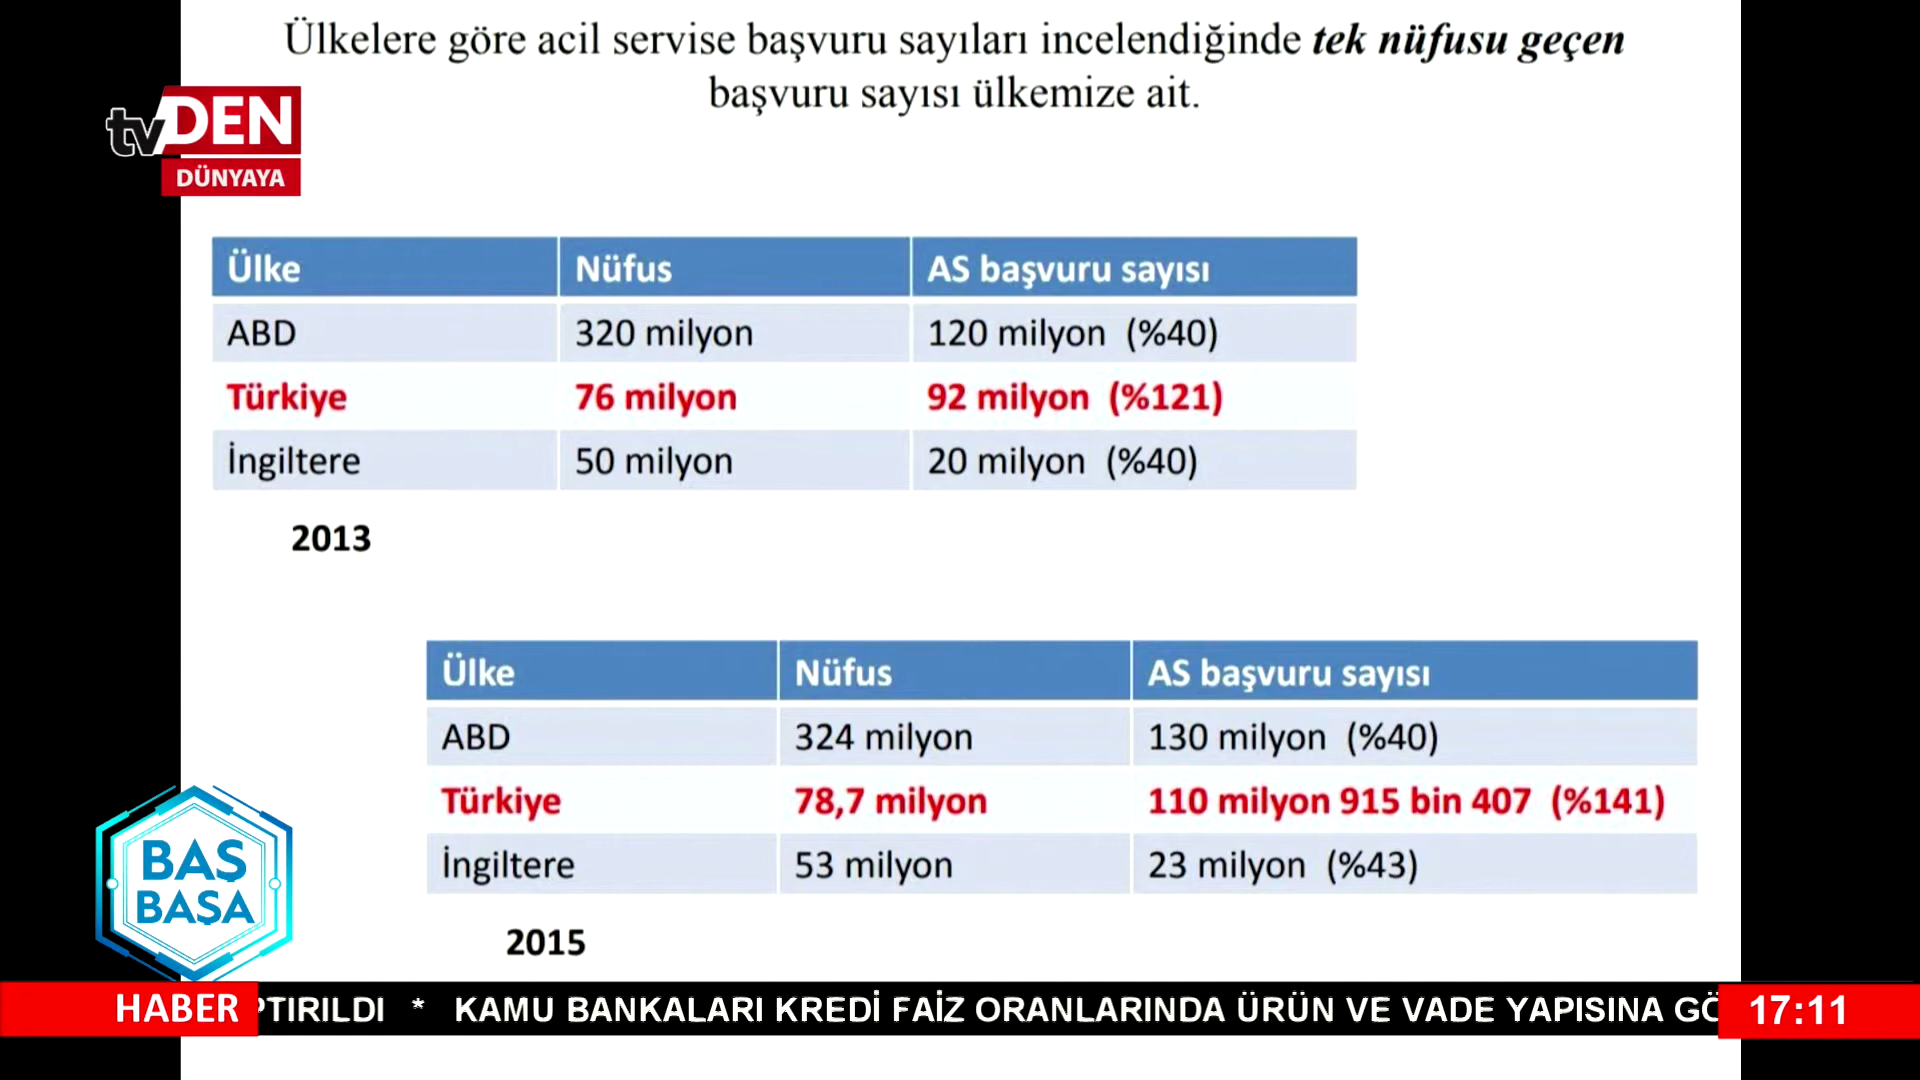 Ülkelere göre acil servise başvuru sayıları incelendiğinde tek nüfusu geçen
başvuru sayısı ülkemize ait.
tvDEN
DÜNYAYA
Ülke Nüfus AS başvuru sayısı
ABD 320 milyon 120 milyon (%40)
Türkiye 76 milyon 92 milyon (%121)
İngiltere 50 milyon 20 milyon (%40)
2013
Ülke Nüfus AS başvuru sayısı
ABD 324 milyon 130 milyon (%40)
Türkiye 78,7 milyon 110 milyon 915 bin 407 (%141)
İngiltere 53 milyon 23 milyon (%43)
2015
BAŞ
BAŞA
HABER PTIRILDI * KAMU BANKALARI KREDİ FAİZ ORANLARINDA ÜRÜN VE VADE YAPISINA GÖ 17:11